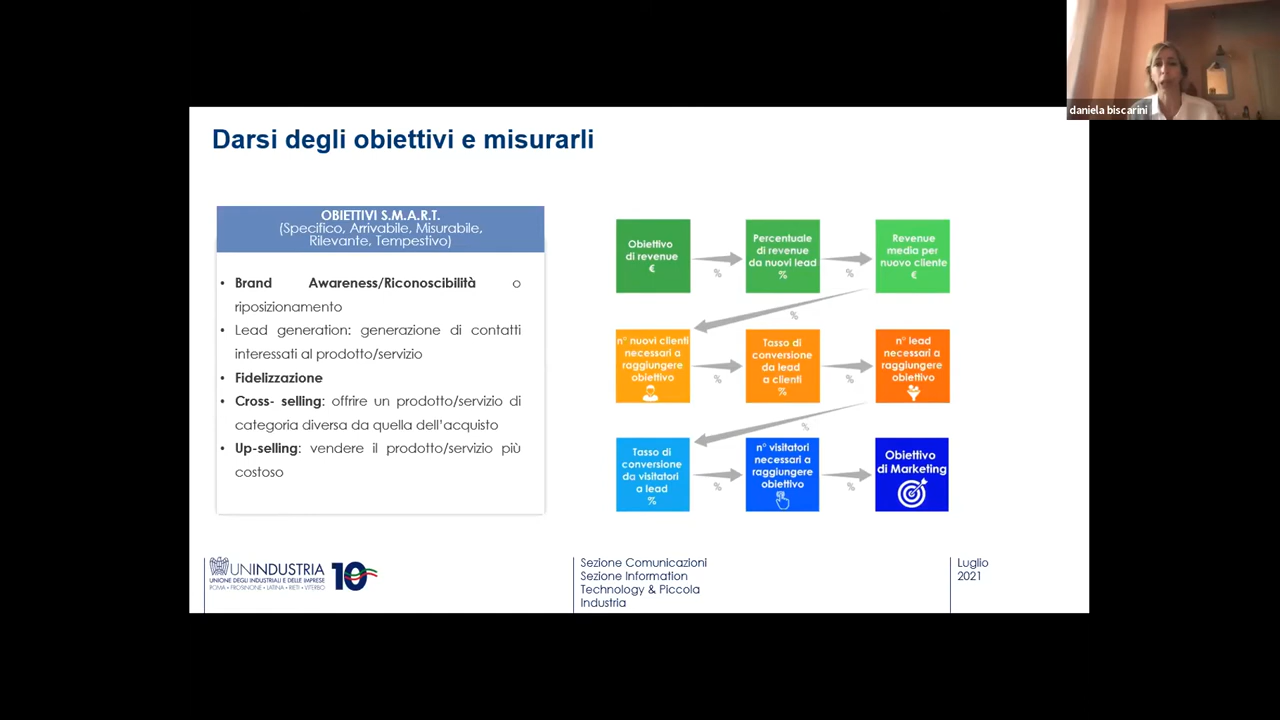 daniela biscarini
Darsi degli obiettivi e misurarli
OBIETTIVI S.M.A.R.T.
(Specifico, Arrivabile, Misurabile,
Rilevante, Tempestivo)
• Brand Awareness/Riconoscibilità o
riposizionamento
• Lead generation: generazione di contatti
interessati al prodotto/servizio
• Fidelizzazione
• Cross- selling: offrire un prodotto/servizio di
categoria diversa da quella dell’acquisto
• Up-selling: vendere il prodotto/servizio più
costoso
Obiettivo
di revenue
€
%
Percentuale
di revenue
da nuovi lead
%
%
Revenue
media per
nuovo cliente
€
%
n° nuovi clienti
necessari a
raggiungere
obiettivo
%
Tasso di
conversione
da lead
a clienti
%
%
n° lead
necessari a
raggiungere
obiettivo
%
Tasso di
conversione
da visitatori
a lead
%
%
n° visitatori
necessari a
raggiungere
obiettivo
%
Obiettivo
di Marketing
UNINDUSTRIA
UNIONE DEGLI INDUSTRIALI E DELLE IMPRESE
ROMA • FROSINONE • LATINA • RIETI • VITERBO
10
Sezione Comunicazioni
Sezione Information
Technology & Piccola
Industria
Luglio
2021